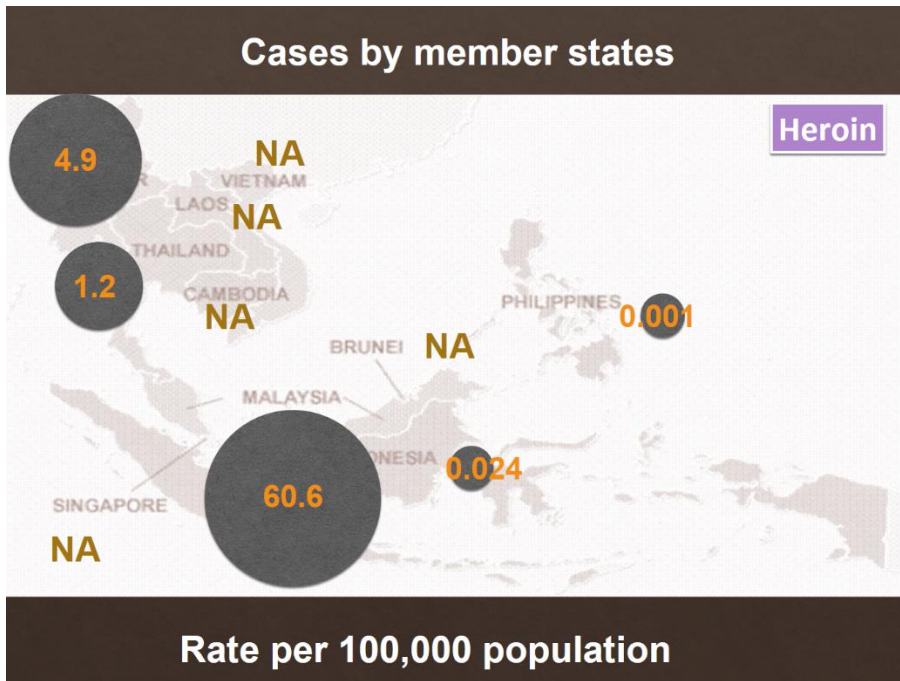 Cases by member states
Heroin
4.9
NA
R
VIETNAM
LAOS
NA
THAILAND
1.2
CAMBODIA
NA
PHILIPPINES
0.001
BRUNEI
NA
MALAYSIA
ONESIA
0.024
60.6
SINGAPORE
NA
Rate per 100,000 population